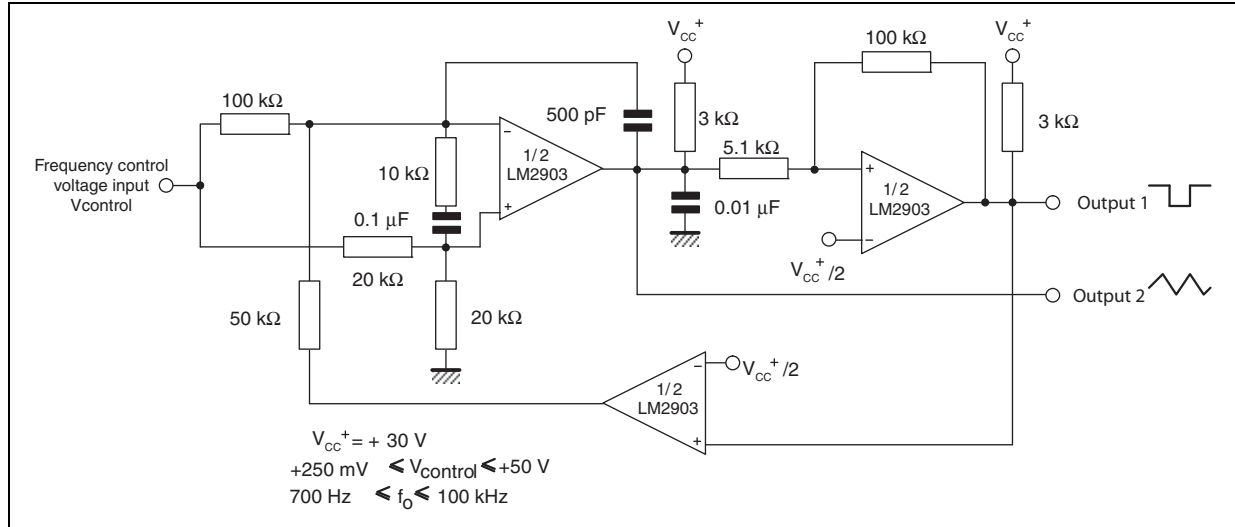 V_CC^+
V_CC^+
100 kΩ
100 kΩ
500 pF
3 kΩ
3 kΩ
5.1 kΩ
Frequency control
voltage input
Vcontrol
10 kΩ
−
1/2
LM2903
+
+
1/2
LM2903
−
0.1 µF
0.01 µF
Output 1
V_CC^+/2
20 kΩ
Output 2
50 kΩ
20 kΩ
−
V_CC^+/2
1/2
LM2903
+
V_CC^+ = + 30 V
+250 mV ≤ V_control ≤ +50 V
700 Hz ≤ f_o ≤ 100 kHz